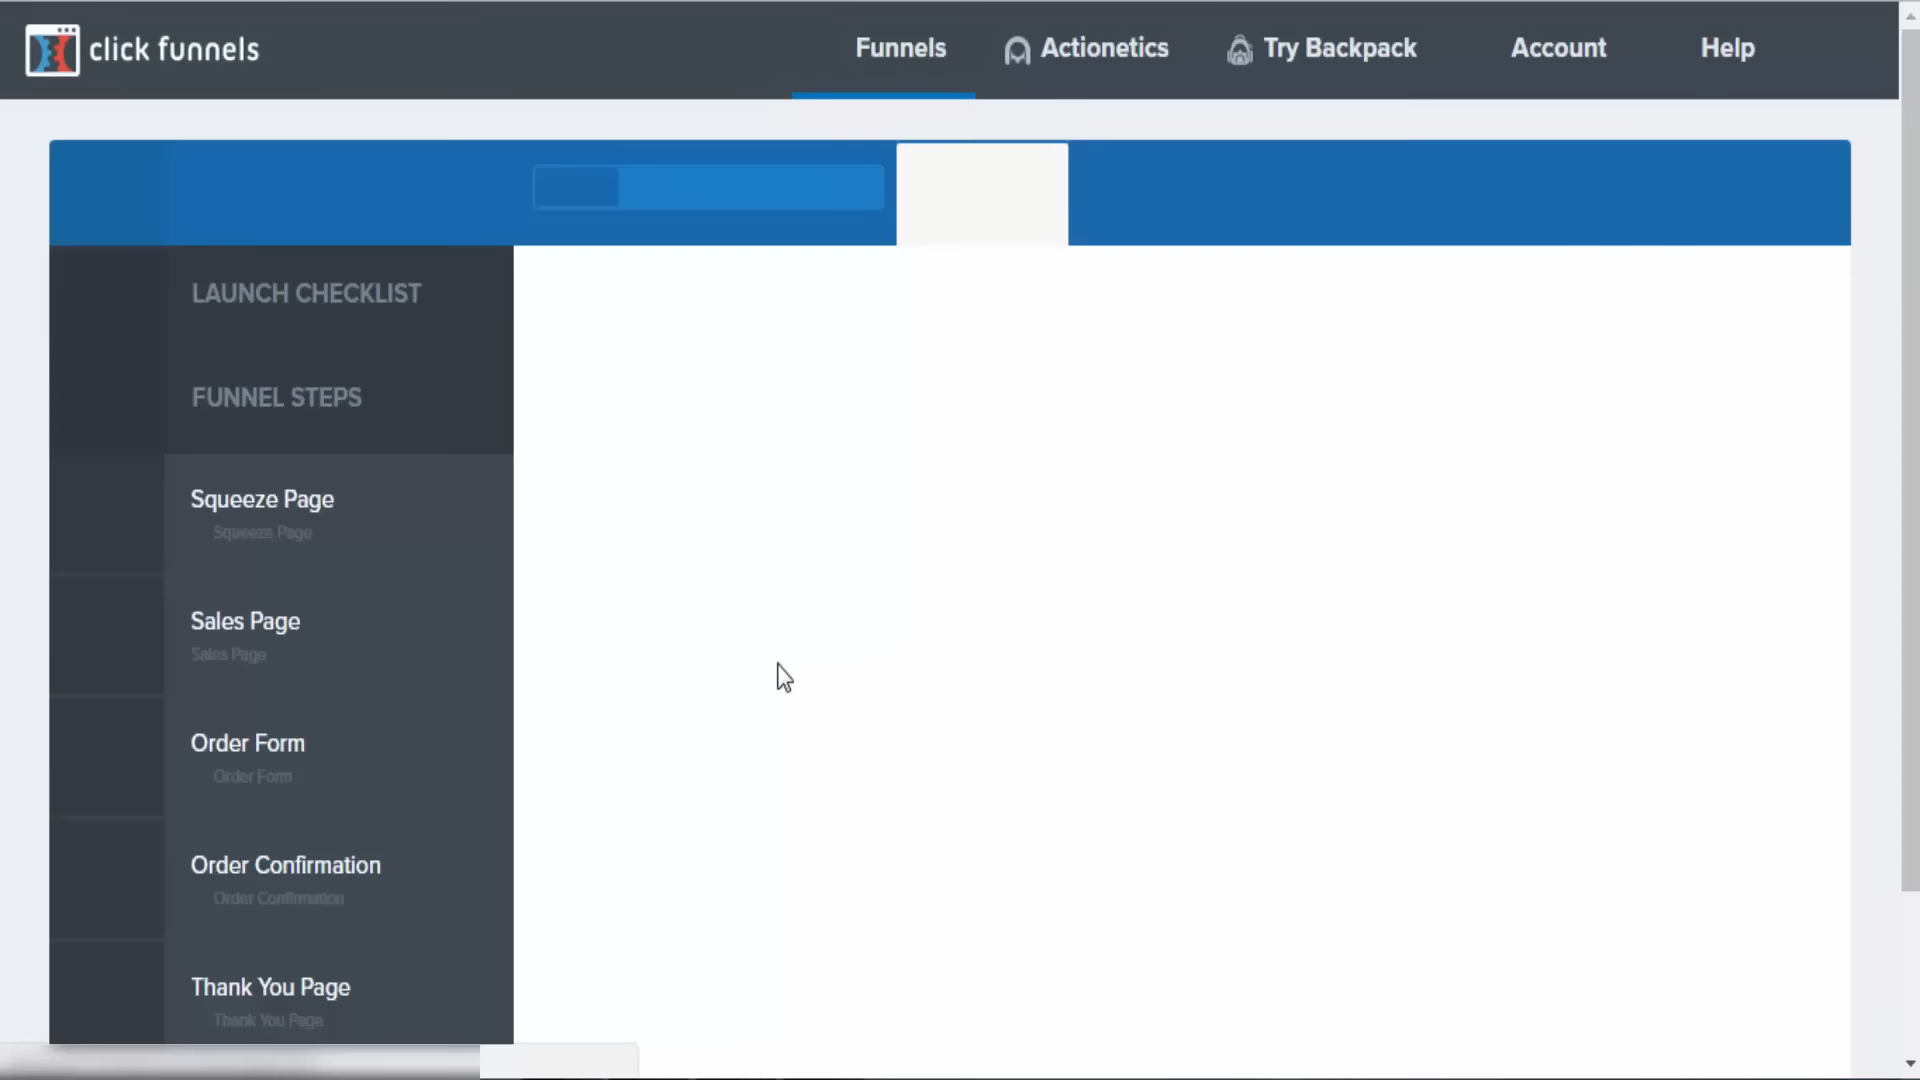 click funnels
Funnels
Actionetics
Try Backpack
Account
Help
LAUNCH CHECKLIST
FUNNEL STEPS
Squeeze Page
Squeeze Page
Sales Page
Sales Page
Order Form
Order Form
Order Confirmation
Order Confirmation
Thank You Page
Thank You Page